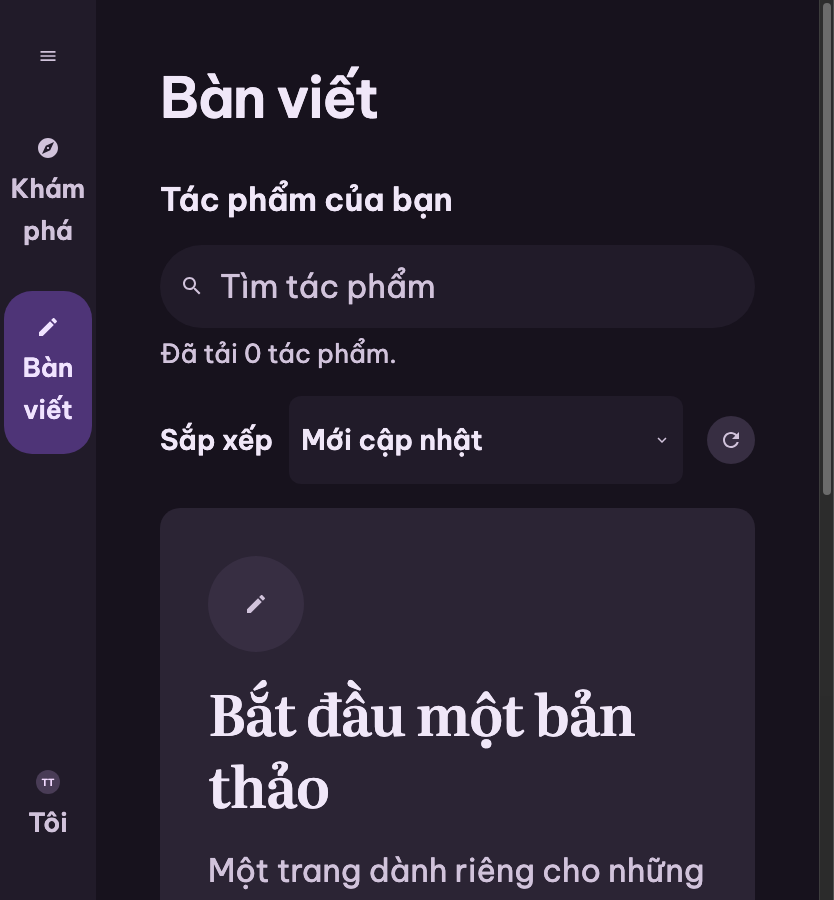 Khám
phá
Bàn
viết
TT
Tôi
Bàn viết
Tác phẩm của bạn
Tìm tác phẩm
Đã tải 0 tác phẩm.
Sắp xếp
Mới cập nhật
Bắt đầu một bản
thảo
Một trang dành riêng cho những